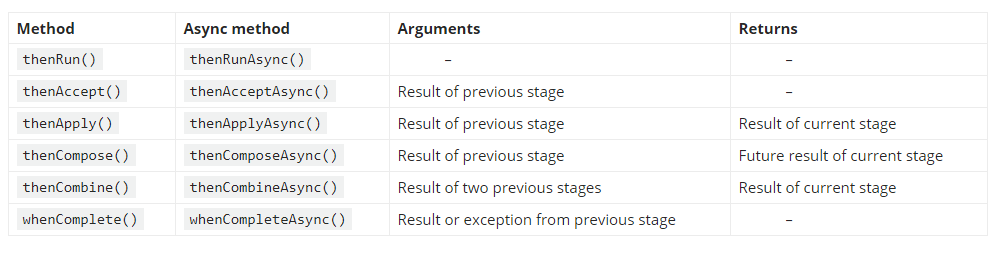 Method Async method Arguments Returns
thenRun() thenRunAsync() – –
thenAccept() thenAcceptAsync() Result of previous stage –
thenApply() thenApplyAsync() Result of previous stage Result of current stage
thenCompose() thenComposeAsync() Result of previous stage Future result of current stage
thenCombine() thenCombineAsync() Result of two previous stages Result of current stage
whenComplete() whenCompleteAsync() Result or exception from previous stage –